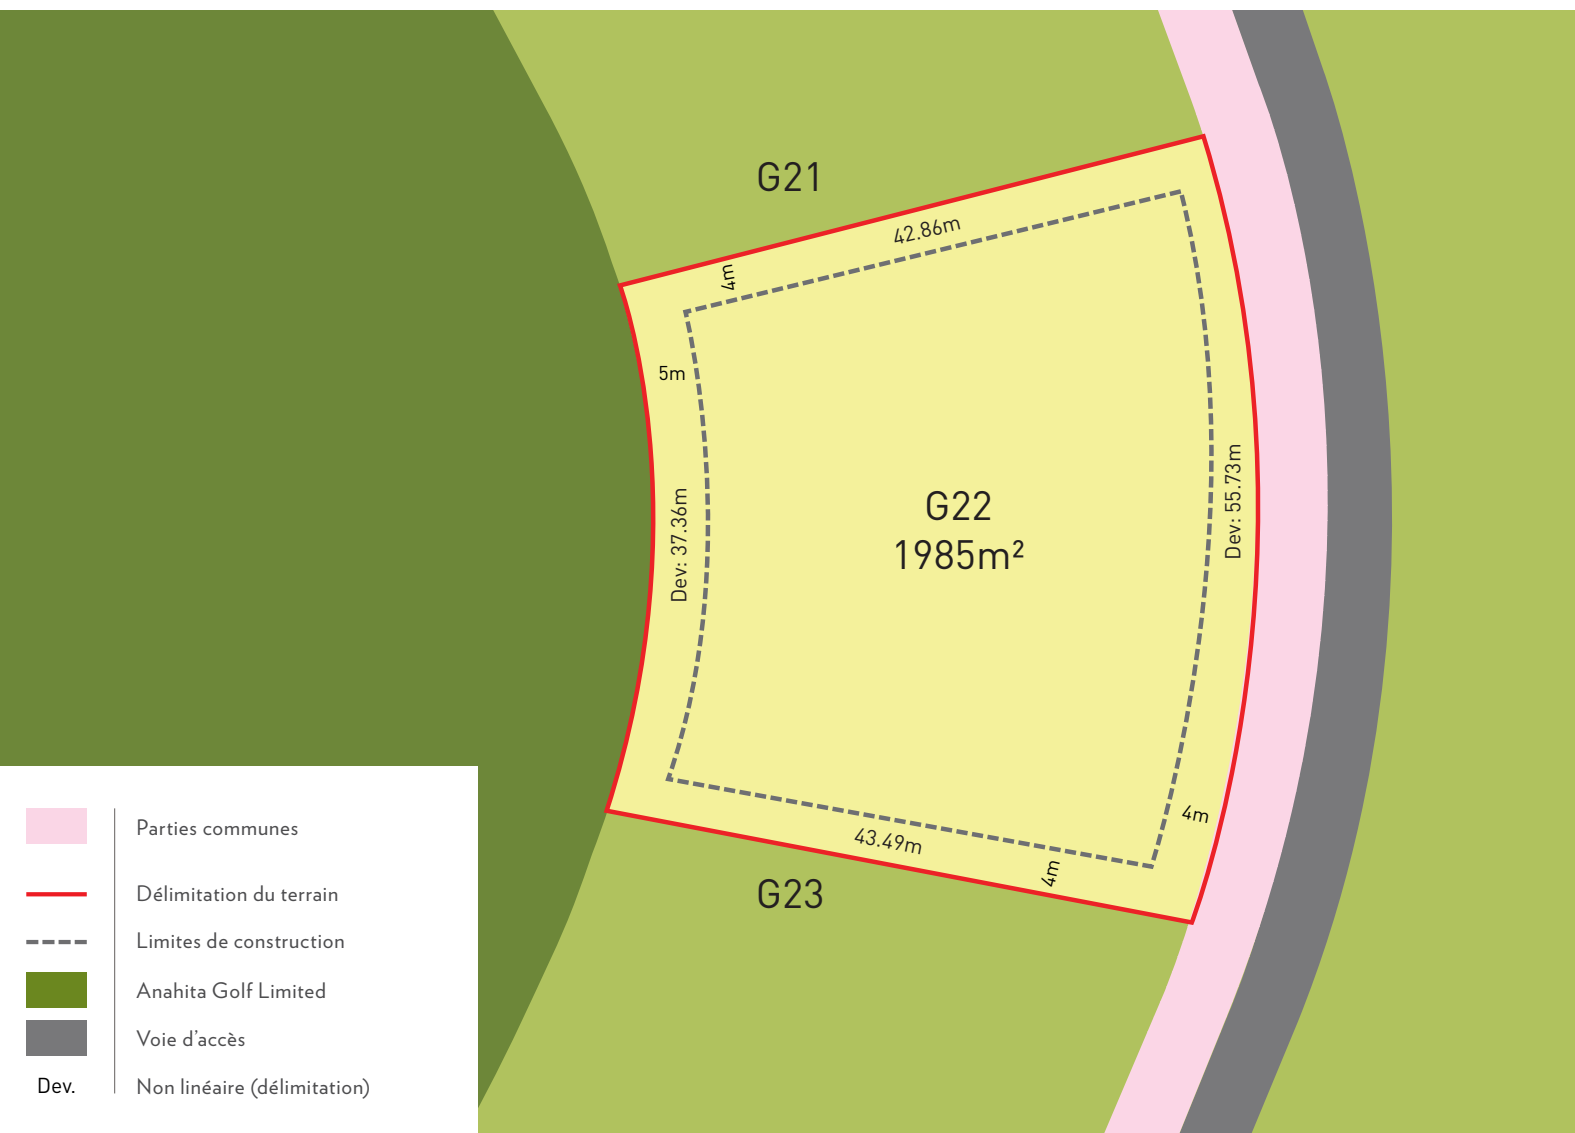 G21
42.86m
4m
5m
Dev: 37.36m
G22
1985m²
Dev: 55.73m
4m
43.49m
4m
G23
Parties communes
Délimitation du terrain
Limites de construction
Anahita Golf Limited
Voie d'accès
Dev. Non linéaire (délimitation)